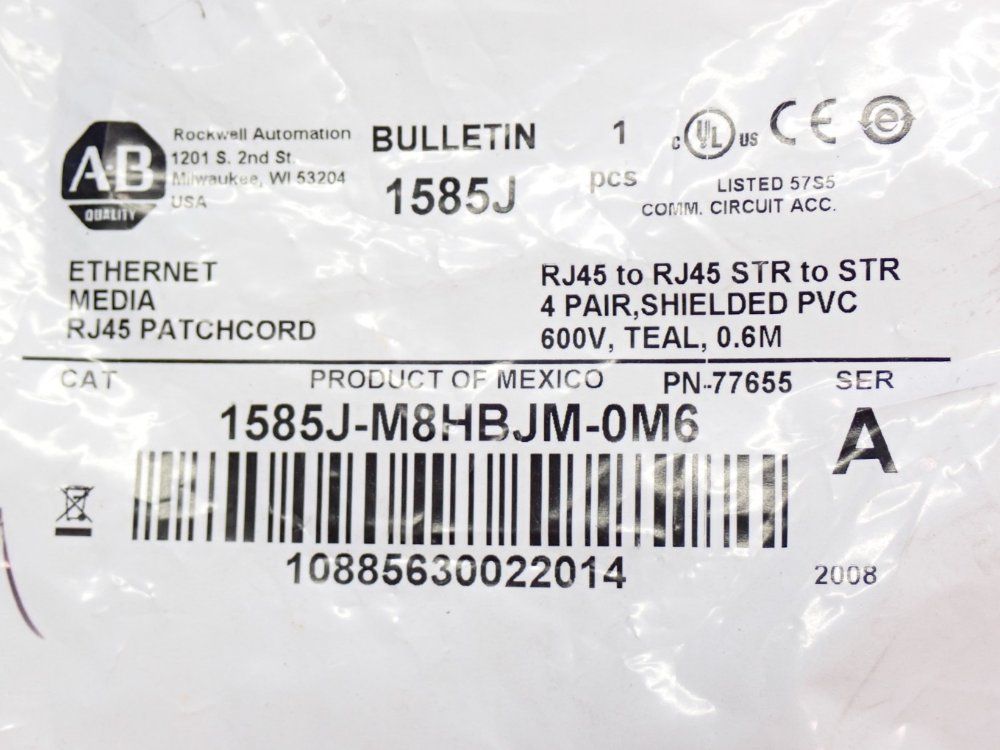 A-B
QUALITY
Rockwell Automation
1201 S. 2nd St.
Milwaukee, WI 53204
USA
BULLETIN
1585J
1
pcs
C UL US CE e
LISTED 57S5
COMM. CIRCUIT ACC.
ETHERNET
MEDIA
RJ45 PATCHCORD
RJ45 to RJ45 STR to STR
4 PAIR,SHIELDED PVC
600V, TEAL, 0.6M
CAT PRODUCT OF MEXICO PN-77655 SER
1585J-M8HBJM-0M6
A
10885630022014
2008